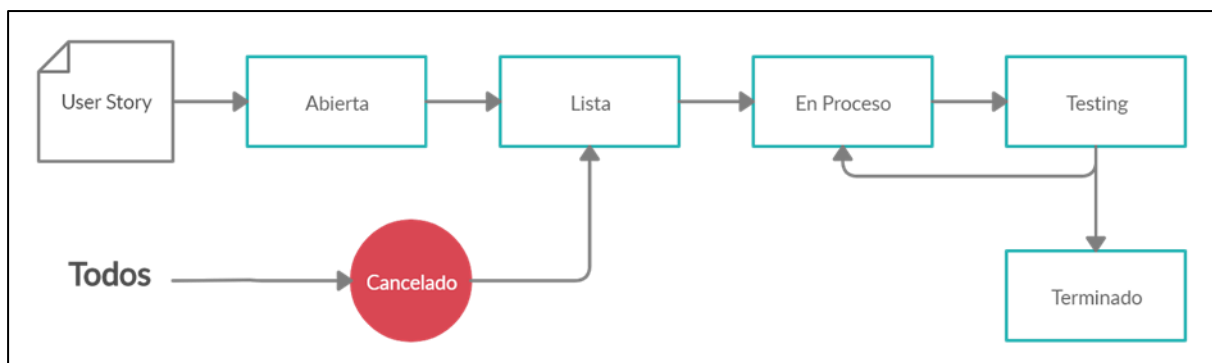 User Story
Abierta
Lista
En Proceso
Testing
Todos
Cancelado
Terminado